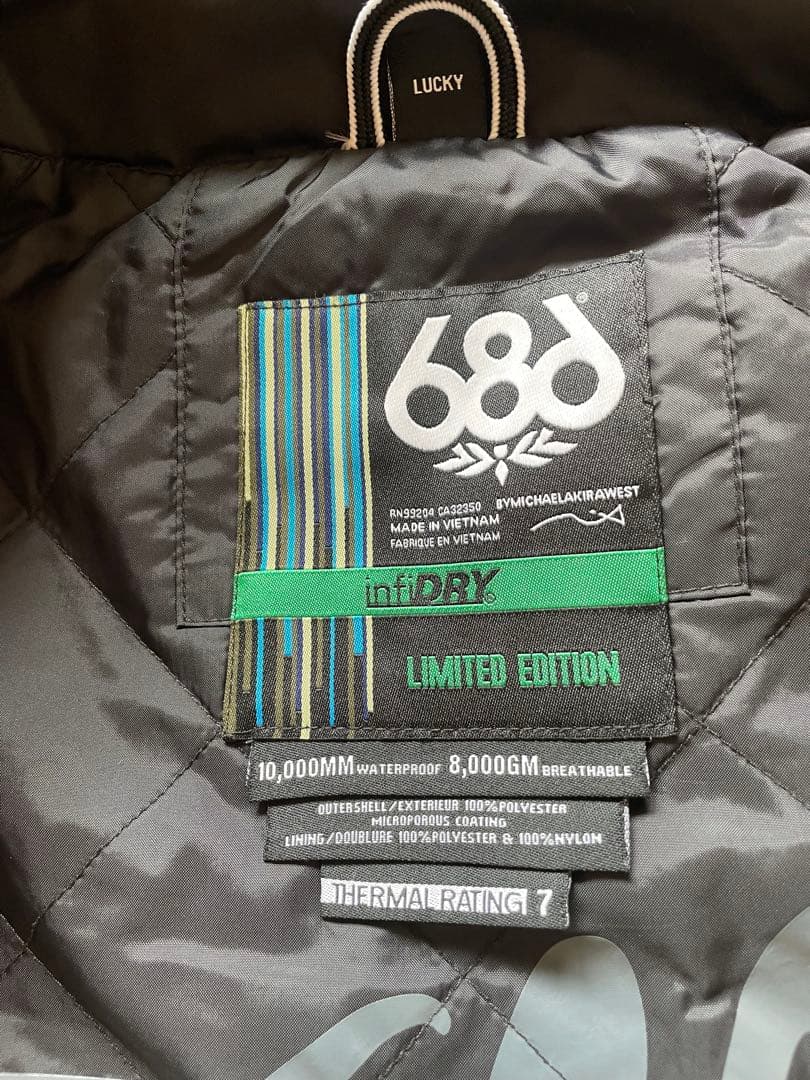 LUCKY
686®
RN99204 CA32350 BYMICHAELAKIRAWEST
MADE IN VIETNAM
FABRIQUE EN VIETNAM
infiDRY®
LIMITED EDITION
10,000MM WATERPROOF 8,000GM BREATHABLE
OUTERSHELL/EXTERIEUR 100%POLYESTER
MICROPOROUS COATING
LINING/DOUBLURE 100%POLYESTER & 100%NYLON
THERMAL RATING 7